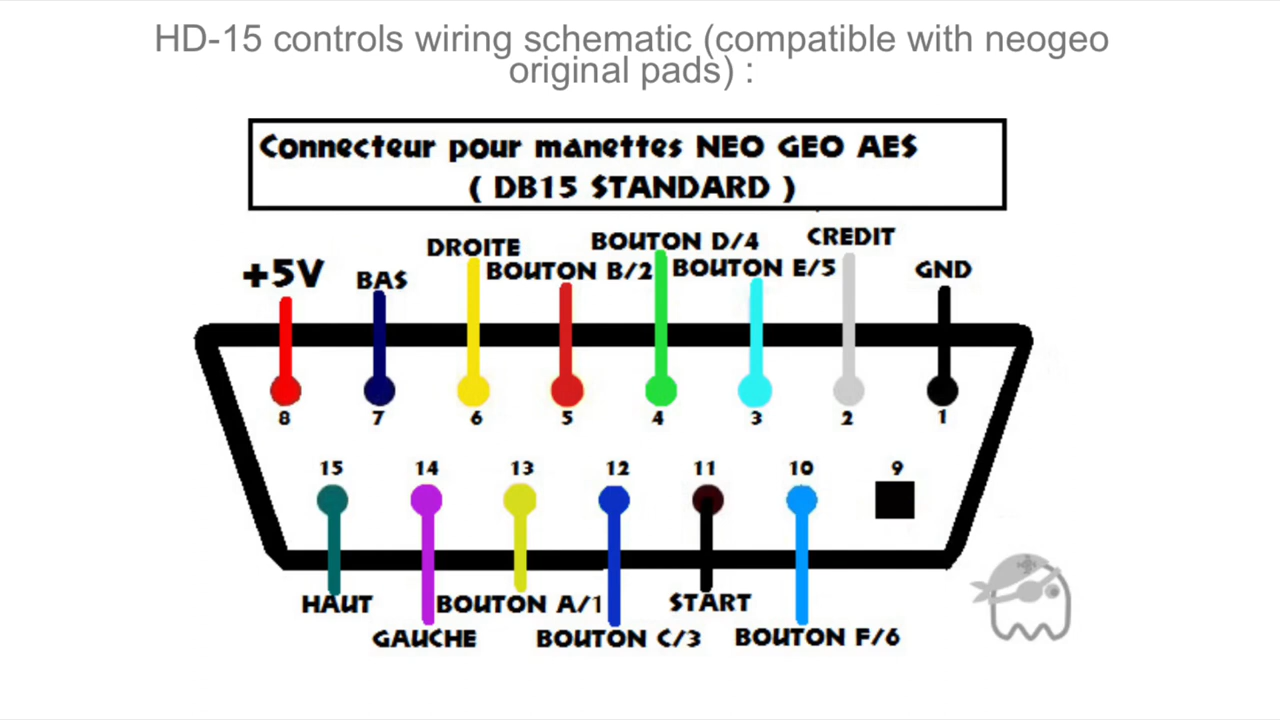 HD-15 controls wiring schematic (compatible with neogeo
original pads) :
Connecteur pour manettes NEO GEO AES
( DB15 STANDARD )
BOUTON D/4
CREDIT
DROITE
+5V
BAS
BOUTON B/2
BOUTON E/5
GND
8
7
6
5
4
3
2
1
15
14
13
12
11
10
9
HAUT
BOUTON A/1
START
GAUCHE
BOUTON C/3
BOUTON F/6